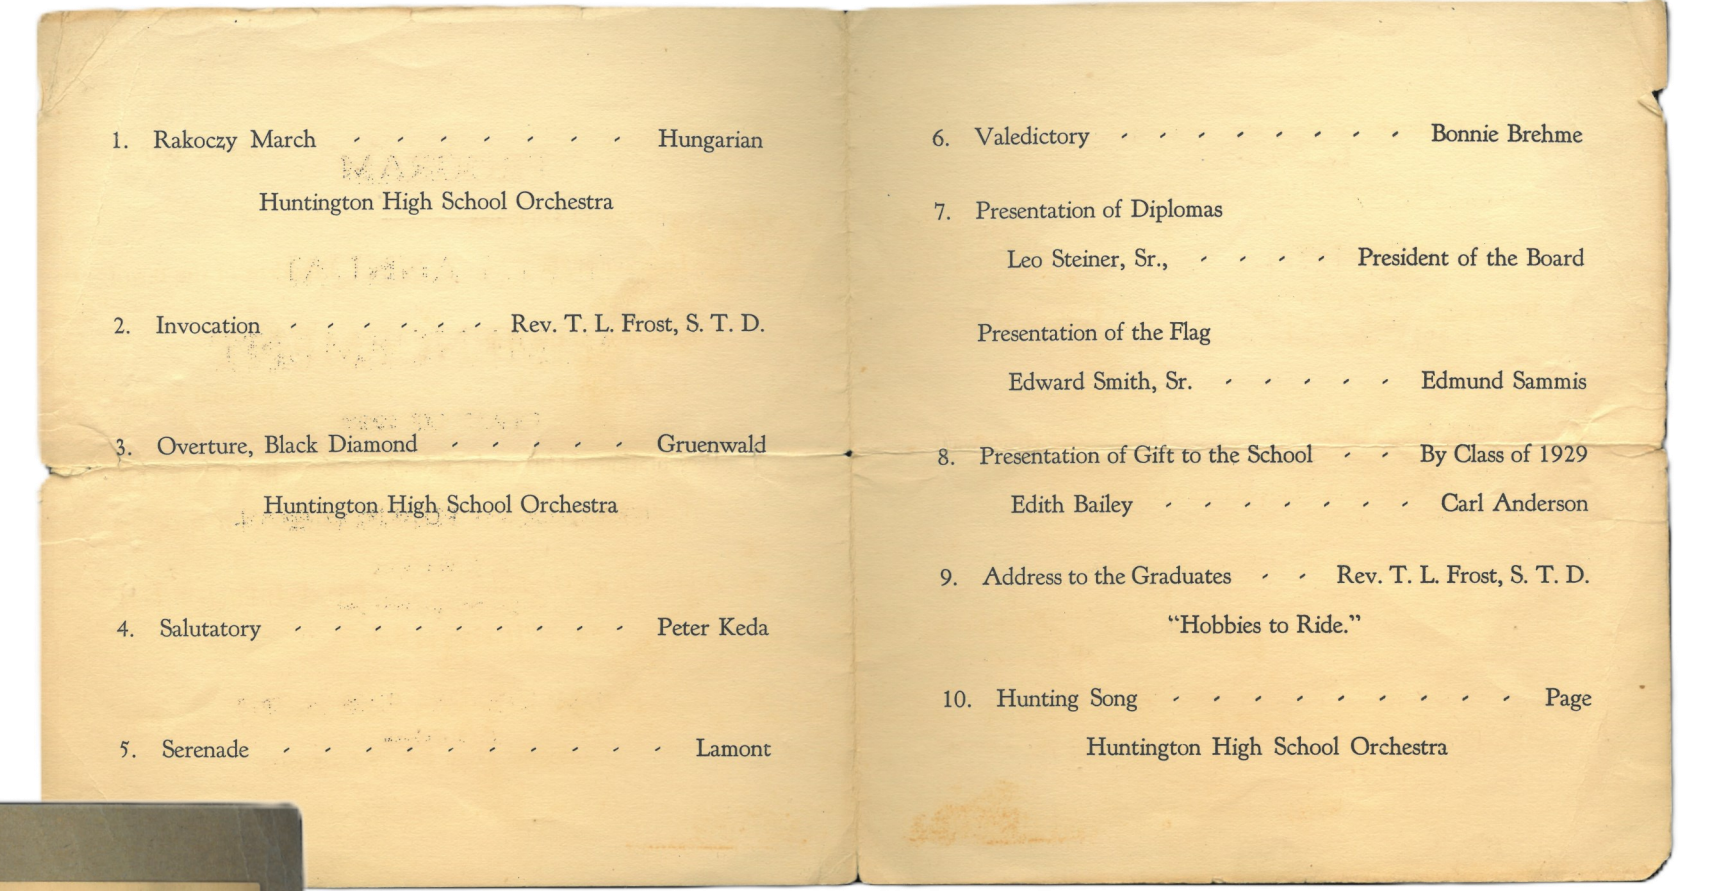 1. Rakoczy March - - - - - - - Hungarian
Huntington High School Orchestra
2. Invocation - - - - - - Rev. T. L. Frost, S. T. D.
3. Overture, Black Diamond - - - - - Gruenwald
Huntington High School Orchestra
4. Salutatory - - - - - - - - - Peter Keda
5. Serenade - - - - - - - - - - Lamont
6. Valedictory - - - - - - - - Bonnie Brehme
7. Presentation of Diplomas
Leo Steiner, Sr., - - - - President of the Board
Presentation of the Flag
Edward Smith, Sr. - - - - - Edmund Sammis
8. Presentation of Gift to the School - - By Class of 1929
Edith Bailey - - - - - - - Carl Anderson
9. Address to the Graduates - - Rev. T. L. Frost, S. T. D.
"Hobbies to Ride."
10. Hunting Song - - - - - - - - - Page
Huntington High School Orchestra